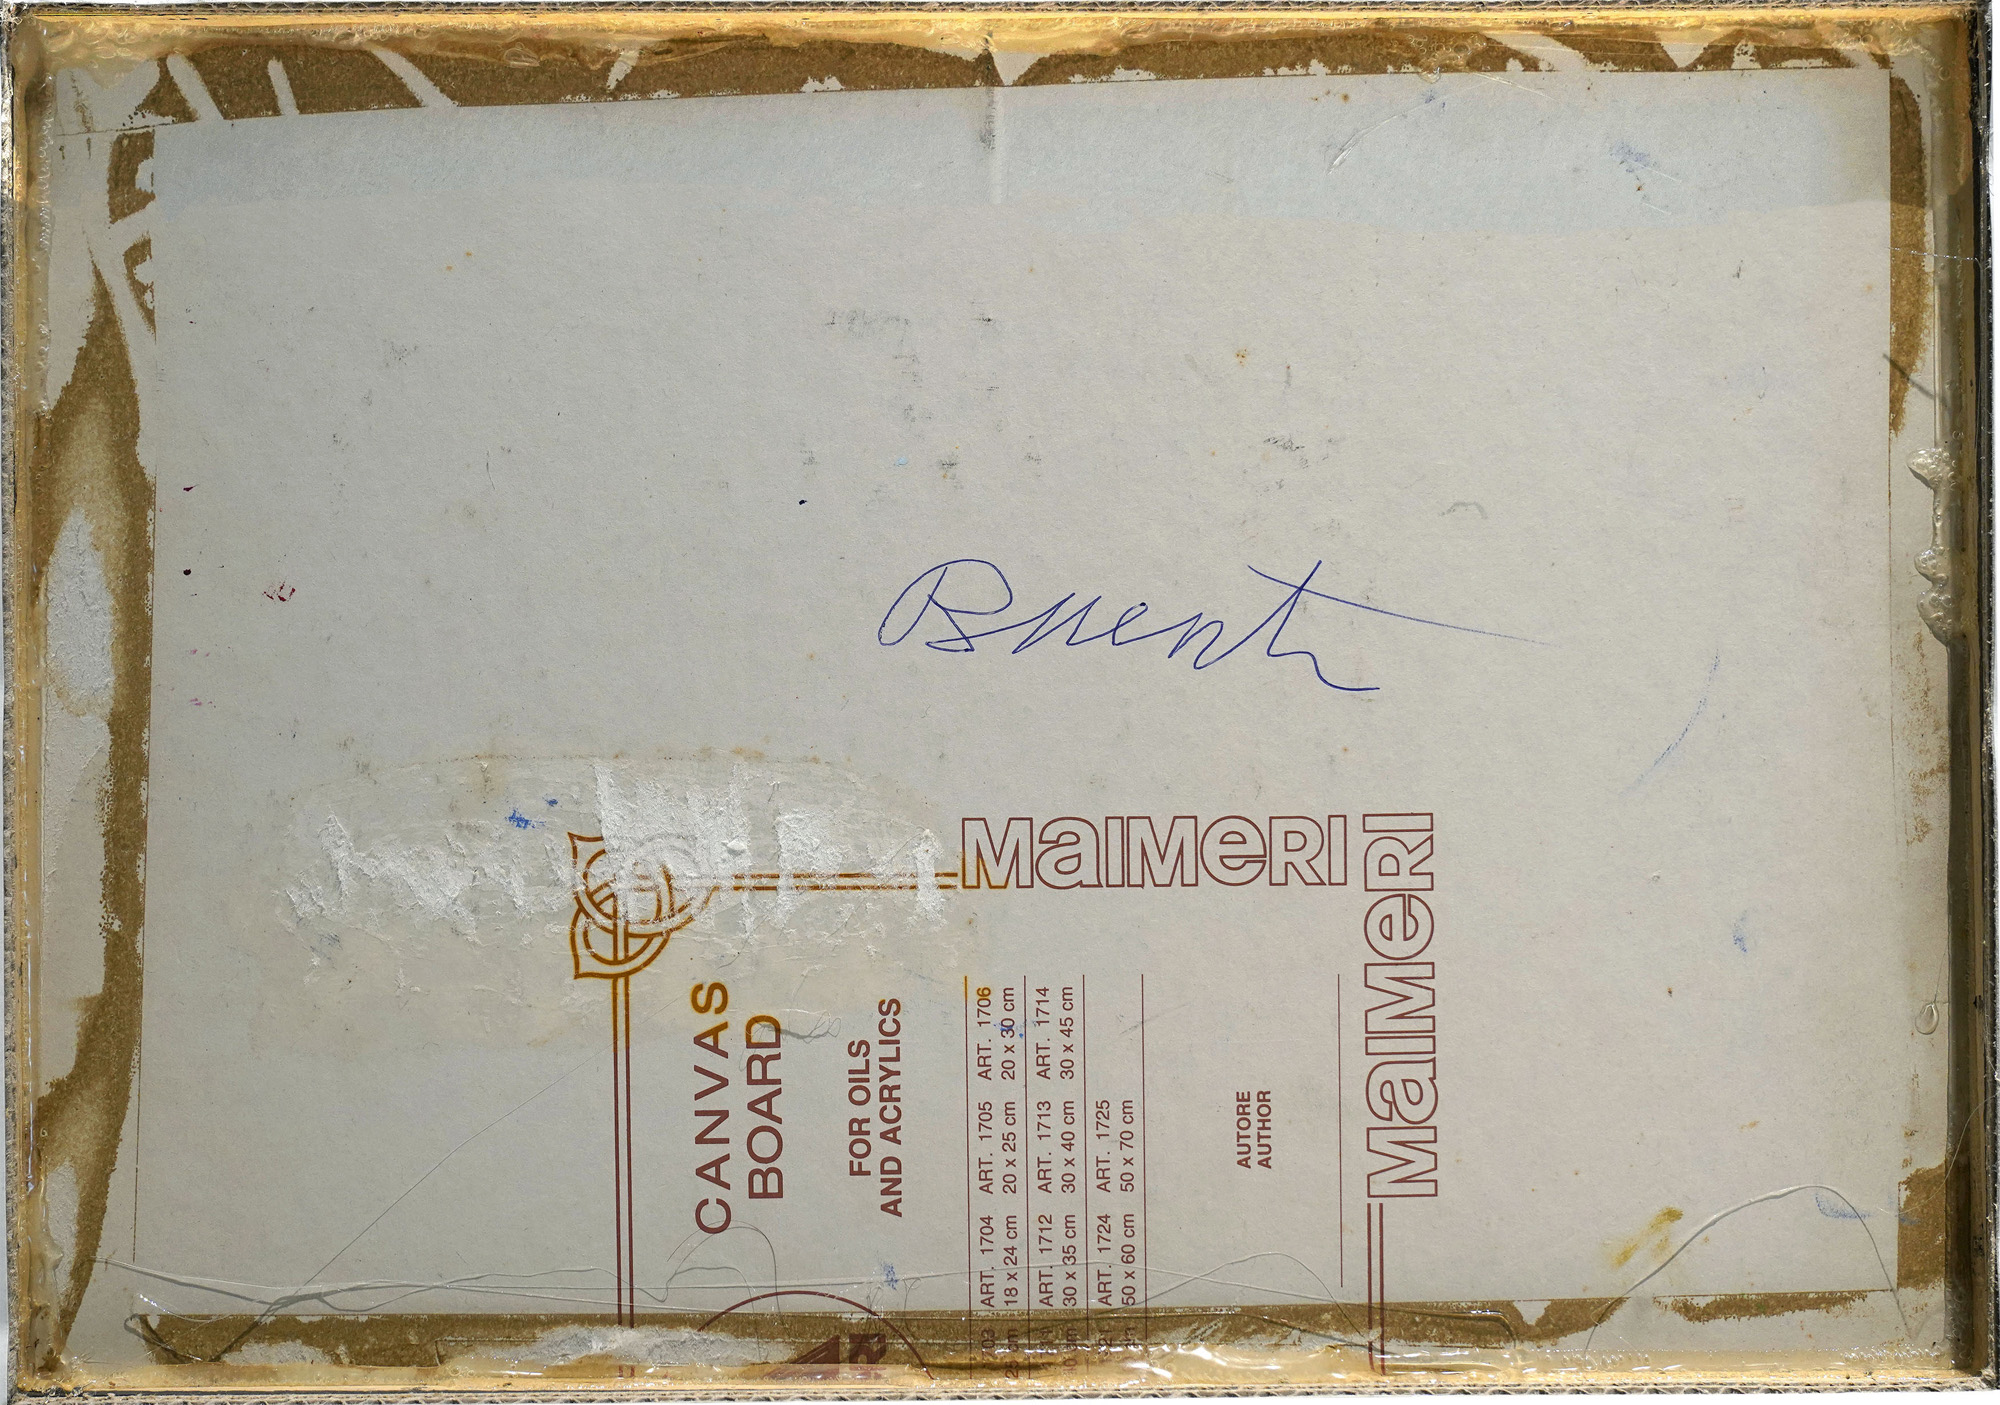 MaiMeRI
MaiMeRI
CANVAS
BOARD
FOR OILS
AND ACRYLICS
ART. 1704 ART. 1705 ART. 1706
18 x 24 cm 20 x 25 cm 20 x 30 cm
ART. 1712 ART. 1713 ART. 1714
30 x 35 cm 30 x 40 cm 30 x 45 cm
ART. 1724 ART. 1725
50 x 60 cm 50 x 70 cm
AUTORE
AUTHOR